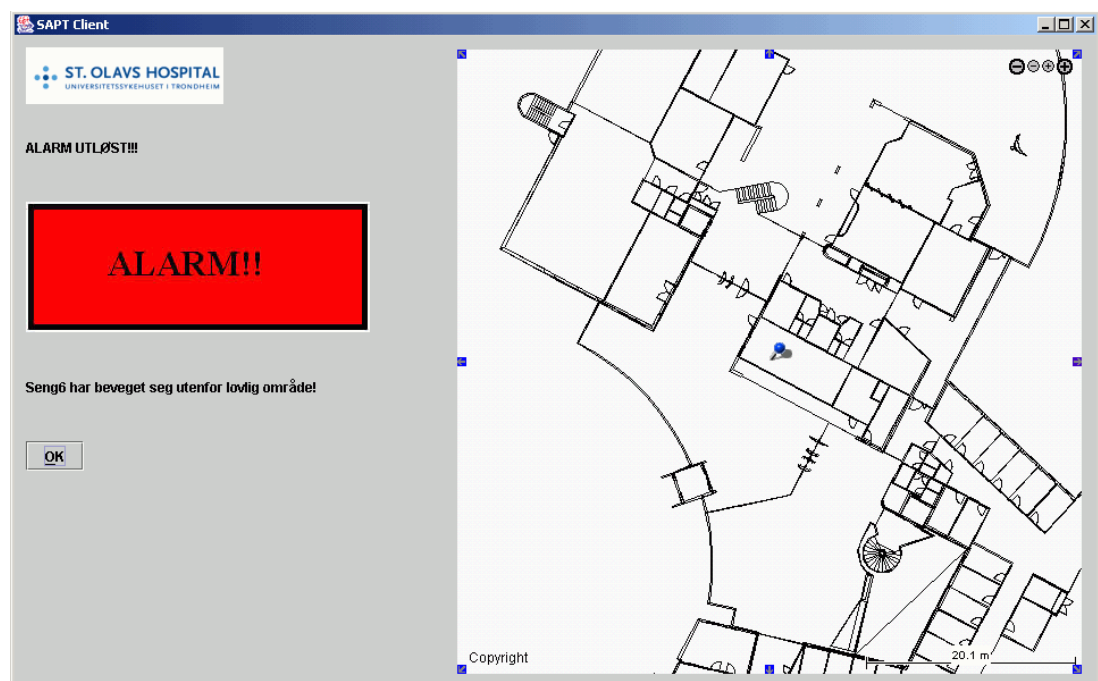 SAPT Client
ST. OLAVS HOSPITAL
UNIVERSITETSSYKEHUSET I TRONDHEIM
ALARM UTLØST!!!
ALARM!!
Seng6 har beveget seg utenfor lovlig område!
OK
Copyright
20.1 m